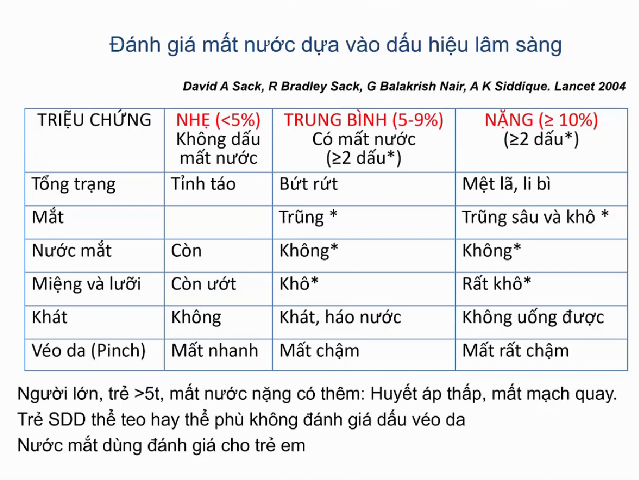 Đánh giá mất nước dựa vào dấu hiệu lâm sàng
David A Sack, R Bradley Sack, G Balakrish Nair, A K Siddique. Lancet 2004
TRIỆU CHỨNG NHẸ (<5%) TRUNG BÌNH (5-9%) NẶNG (≥ 10%)
Không dấu Có mất nước (≥2 dấu*)
mất nước (≥2 dấu*)
Tổng trạng Tỉnh táo Bứt rứt Mệt lã, li bì
Mắt Trũng * Trũng sâu và khô *
Nước mắt Còn Không* Không*
Miệng và lưỡi Còn ướt Khô* Rất khô*
Khát Không Khát, háo nước Không uống được
Véo da (Pinch) Mất nhanh Mất chậm Mất rất chậm
Người lớn, trẻ >5t, mất nước nặng có thêm: Huyết áp thấp, mất mạch quay.
Trẻ SDD thể teo hay thể phù không đánh giá dấu véo da
Nước mắt dùng đánh giá cho trẻ em